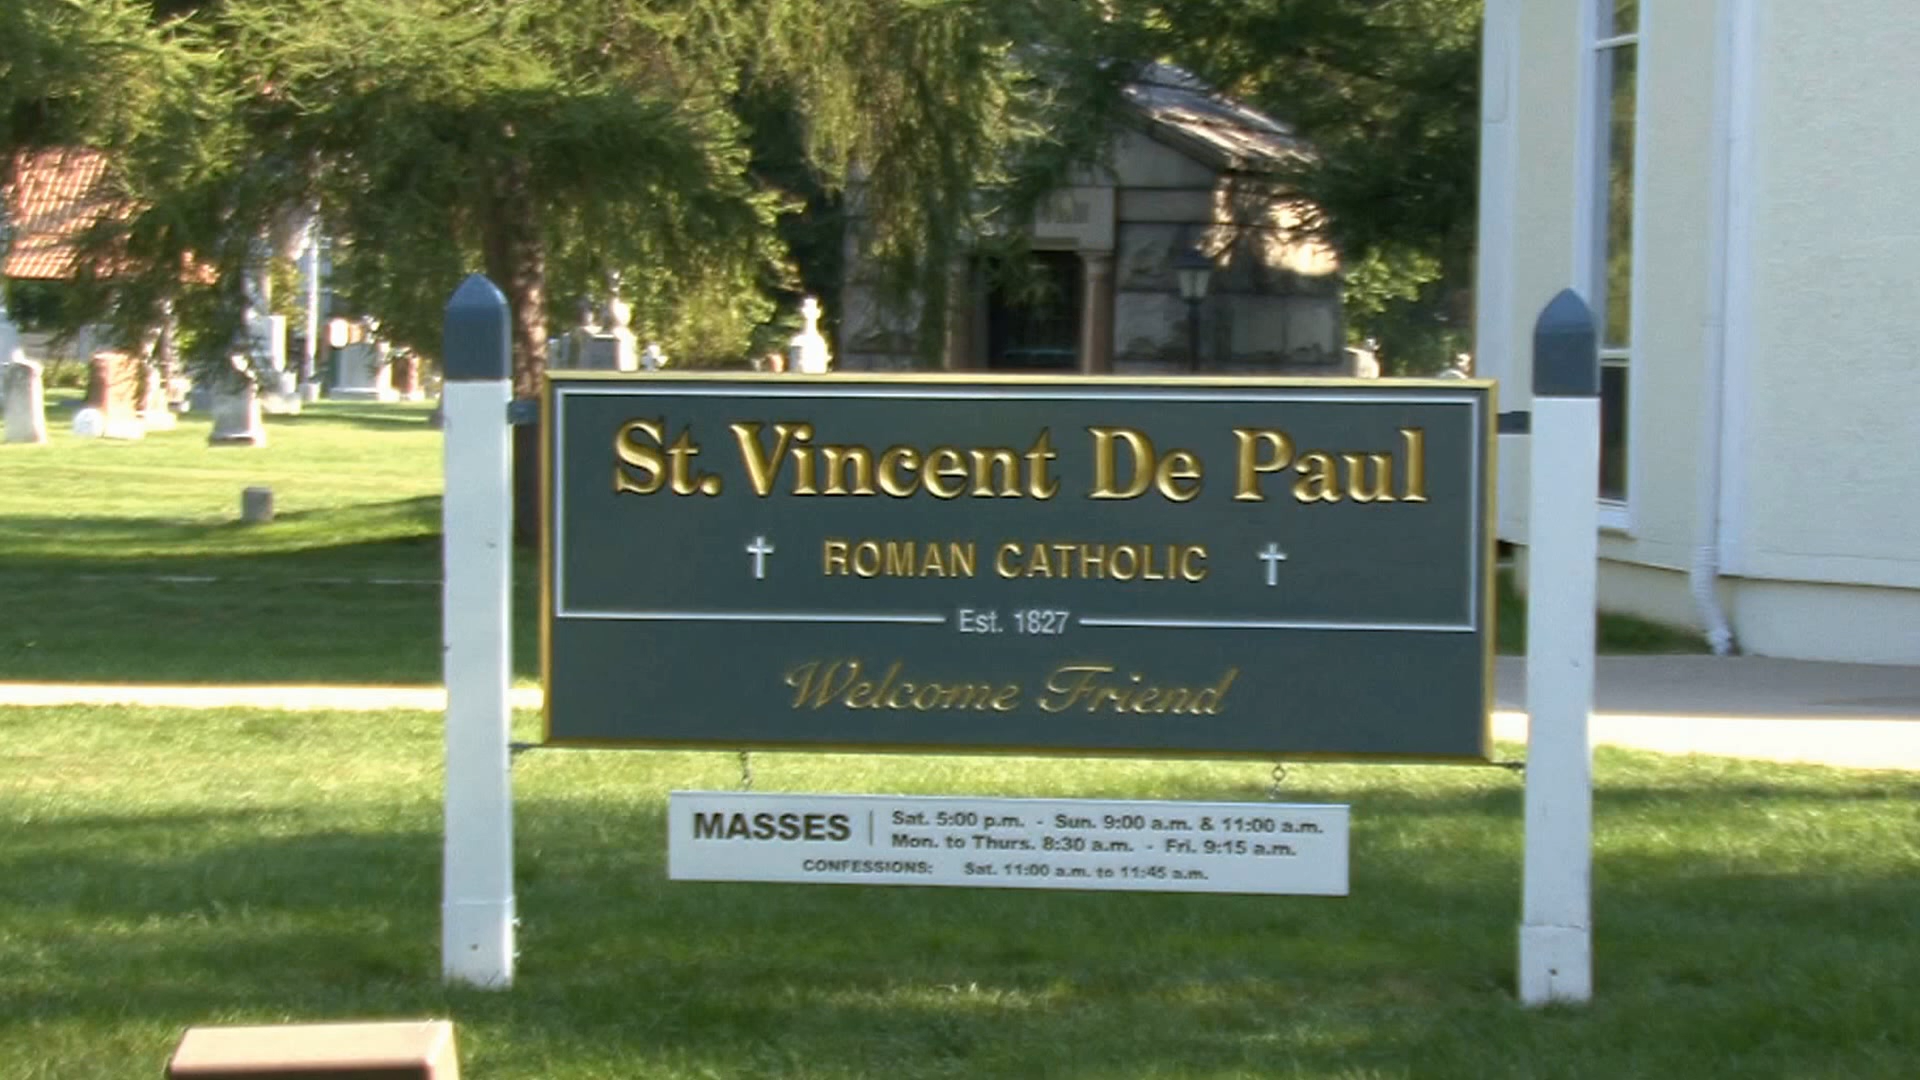 St. Vincent De Paul
ROMAN CATHOLIC
Est. 1827
Welcome Friend
MASSES | Sat. 5:00 p.m. - Sun. 9:00 a.m. & 11:00 a.m.
Mon. to Thurs. 8:30 a.m. - Fri. 9:15 a.m.
CONFESSIONS: Sat. 11:00 a.m. to 11:45 a.m.